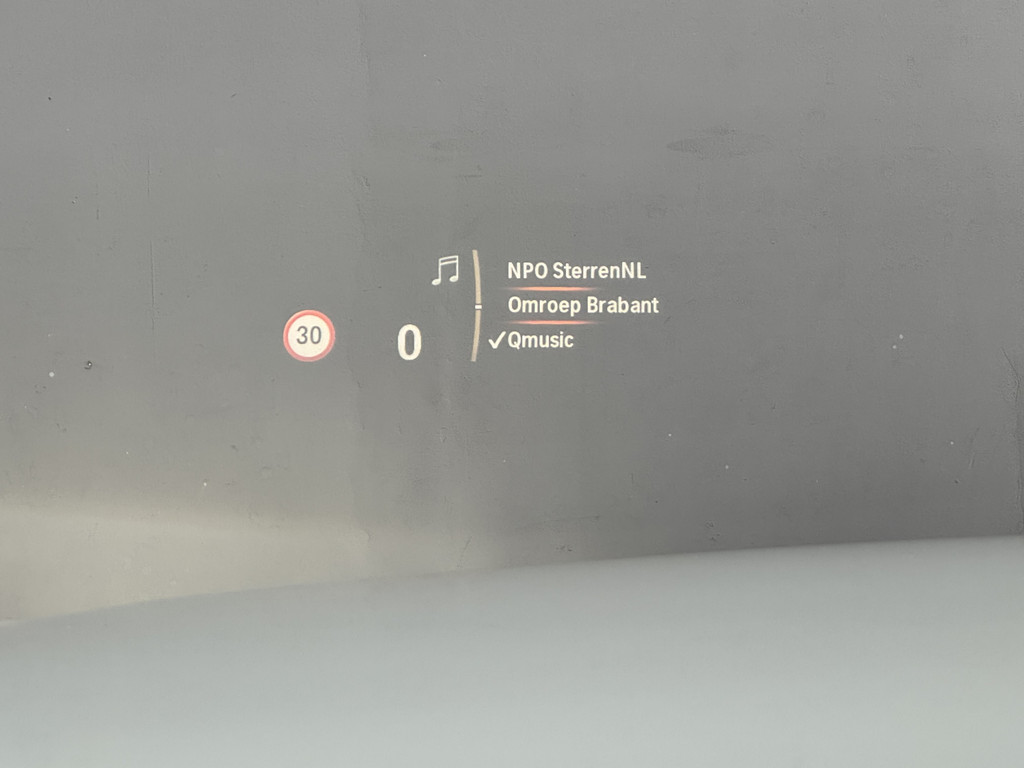 NPO SterrenNL
Omroep Brabant
✓Qmusic
30
0